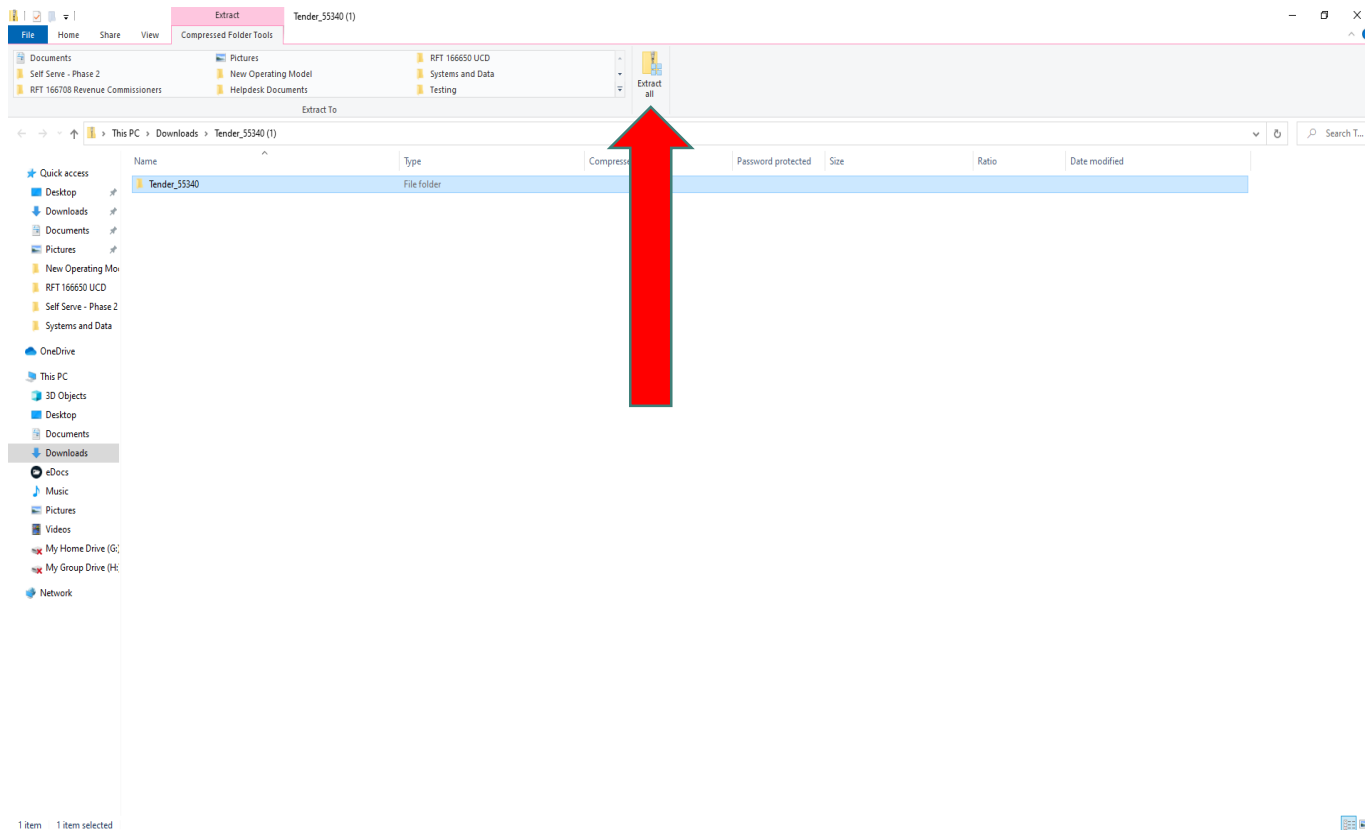 Extract
Tender_55340 (1)
File
Home
Share
View
Compressed Folder Tools
Documents
Pictures
RFT 166650 UCD
Self Serve - Phase 2
New Operating Model
Systems and Data
RFT 166708 Revenue Commissioners
Helpdesk Documents
Testing
Extract To
Extract
all
This PC > Downloads > Tender_55340 (1)
Search T...
Name
Type
Compresse
Password protected
Size
Ratio
Date modified
Tender_55340
File folder
Quick access
Desktop
Downloads
Documents
Pictures
New Operating Mo
RFT 166650 UCD
Self Serve - Phase 2
Systems and Data
OneDrive
This PC
3D Objects
Desktop
Documents
Downloads
eDocs
Music
Pictures
Videos
My Home Drive (G:)
My Group Drive (H:
Network
1 item
1 item selected